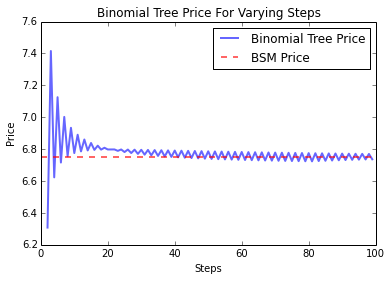 Binomial Tree Price For Varying Steps
7.6
7.4
7.2
7.0
6.8
6.6
6.4
6.2
Price
Binomial Tree Price
BSM Price
0
20
40
60
80
100
Steps